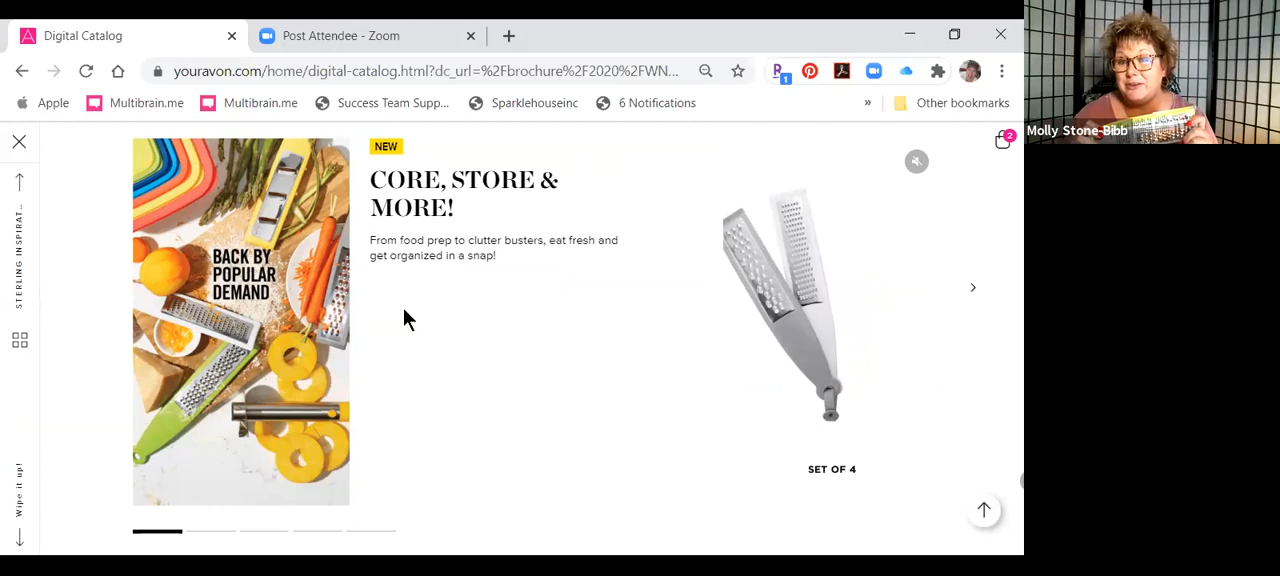 Digital Catalog
Post Attendee - Zoom
youravon.com/home/digital-catalog.html?dc_url=%2Fbrochure%2F2020%2FWN...
1
Apple
Multibrain.me
Multibrain.me
Success Team Supp...
Sparklehouseinc
6 Notifications
»
Other bookmarks
Molly Stone-Bibb
2
STERLING INSPIRAT..
Wipe it up!
BACK BY
POPULAR
DEMAND
NEW
CORE, STORE &
MORE!
From food prep to clutter busters, eat fresh and
get organized in a snap!
SET OF 4